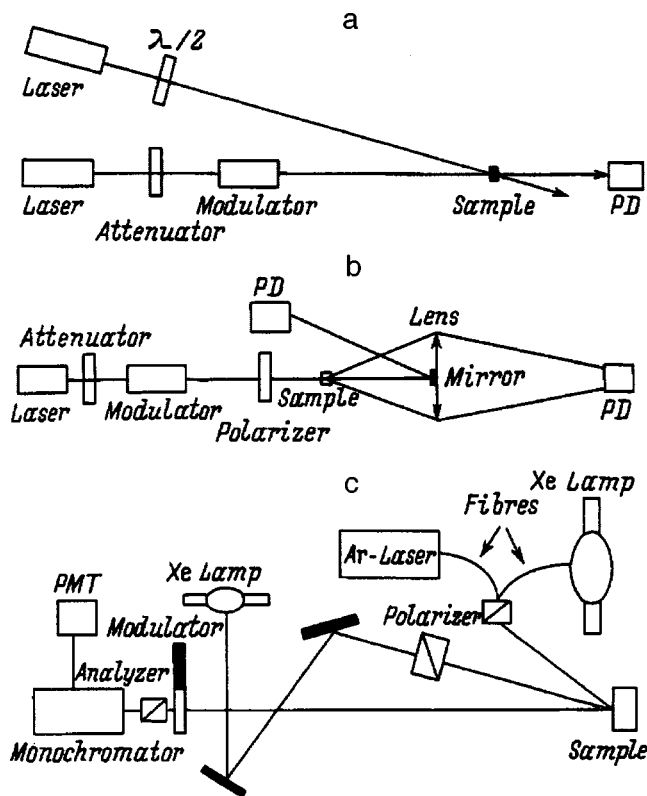 a
λ/2
Laser
Laser
Attenuator
Modulator
Sample
PD
b
PD
Lens
Attenuator
Laser
Modulator
Polarizer
Sample
Mirror
PD
c
Xe Lamp
Fibres
Ar-Laser
Xe Lamp
PMT
Modulator
Polarizer
Analyzer
Monochromator
Sample